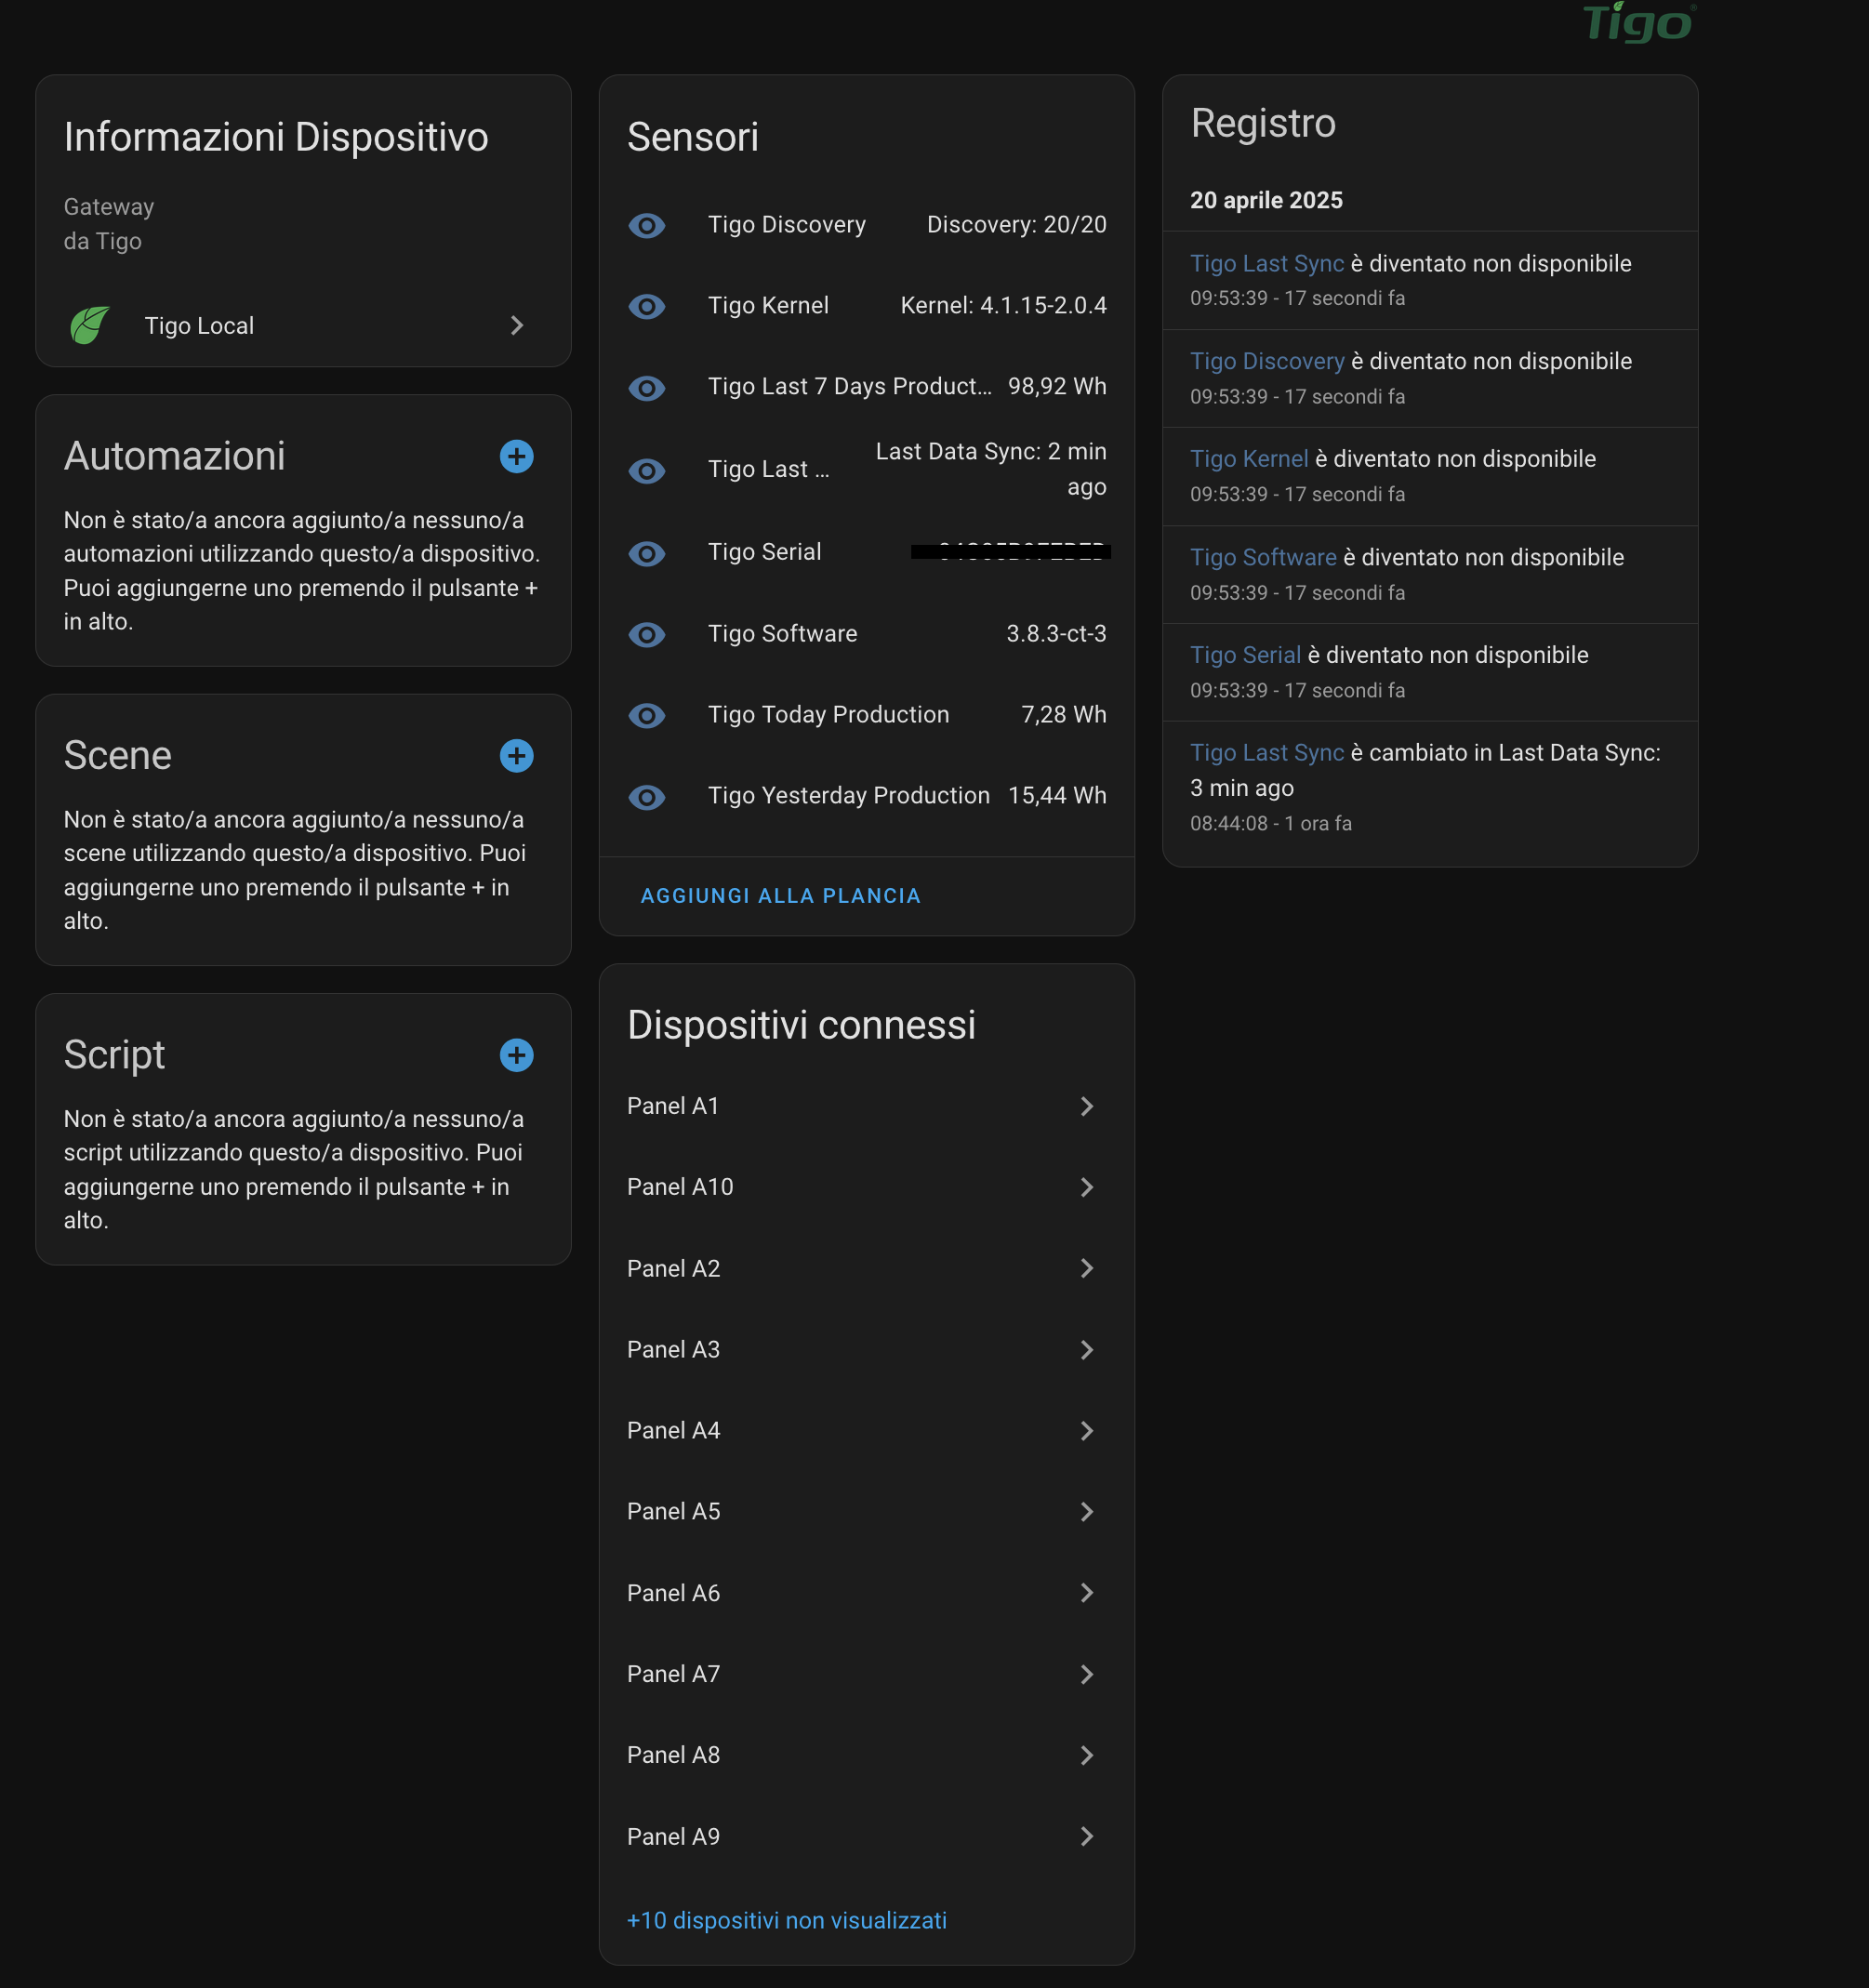 Tigo
Informazioni Dispositivo
Gateway
da Tigo
Tigo Local
Automazioni
Non è stato/a ancora aggiunto/a nessuno/a
automazioni utilizzando questo/a dispositivo.
Puoi aggiungerne uno premendo il pulsante +
in alto.
Scene
Non è stato/a ancora aggiunto/a nessuno/a
scene utilizzando questo/a dispositivo. Puoi
aggiungerne uno premendo il pulsante + in
alto.
Script
Non è stato/a ancora aggiunto/a nessuno/a
script utilizzando questo/a dispositivo. Puoi
aggiungerne uno premendo il pulsante + in
alto.
Sensori
Tigo Discovery Discovery: 20/20
Tigo Kernel Kernel: 4.1.15-2.0.4
Tigo Last 7 Days Product... 98,92 Wh
Tigo Last ... Last Data Sync: 2 min
ago
Tigo Serial
Tigo Software 3.8.3-ct-3
Tigo Today Production 7,28 Wh
Tigo Yesterday Production 15,44 Wh
AGGIUNGI ALLA PLANCIA
Dispositivi connessi
Panel A1
Panel A10
Panel A2
Panel A3
Panel A4
Panel A5
Panel A6
Panel A7
Panel A8
Panel A9
+10 dispositivi non visualizzati
Registro
20 aprile 2025
Tigo Last Sync è diventato non disponibile
09:53:39 - 17 secondi fa
Tigo Discovery è diventato non disponibile
09:53:39 - 17 secondi fa
Tigo Kernel è diventato non disponibile
09:53:39 - 17 secondi fa
Tigo Software è diventato non disponibile
09:53:39 - 17 secondi fa
Tigo Serial è diventato non disponibile
09:53:39 - 17 secondi fa
Tigo Last Sync è cambiato in Last Data Sync:
3 min ago
08:44:08 - 1 ora fa